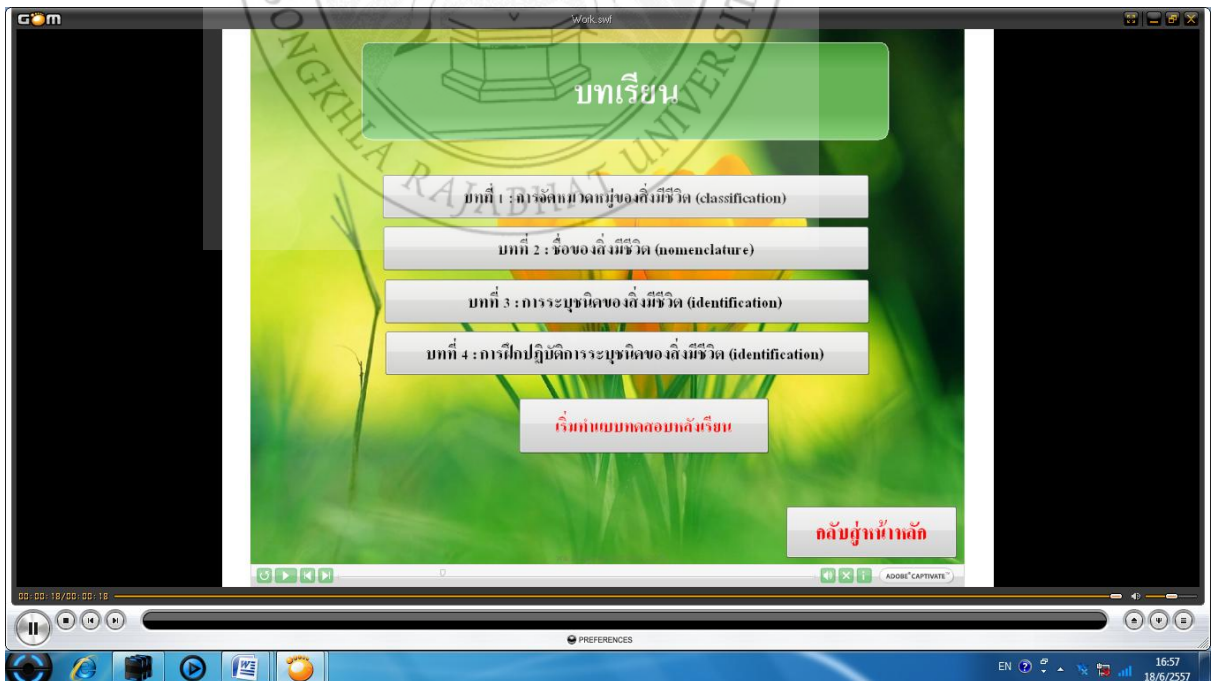 GOM
Work.swf
SONGKHLA RAJABHAT UNIVERSITY
บทเรียน
บทที่ 1 : การจัดหมวดหมู่ของสิ่งมีชีวิต (classification)
บทที่ 2 : ชื่อของสิ่งมีชีวิต (nomenclature)
บทที่ 3 : การระบุชนิดของสิ่งมีชีวิต (identification)
บทที่ 4 : การฝึกปฏิบัติการระบุชนิดของสิ่งมีชีวิต (identification)
เริ่มทำแบบทดสอบหลังเรียน
กลับสู่หน้าหลัก
ADOBE® CAPTIVATE™
00:00:18/00:00:18
PREFERENCES
EN
16:57
18/6/2557